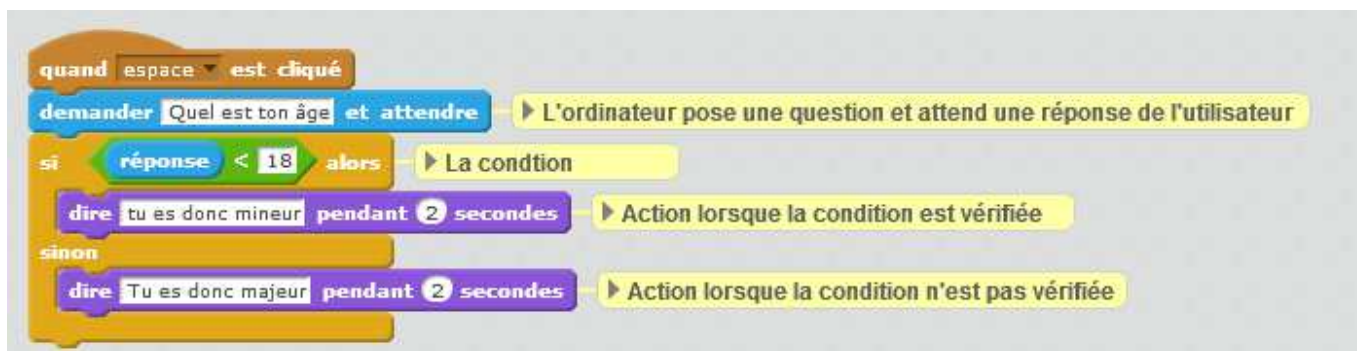 quand espace est cliqué
demander Quel est ton âge et attendre L'ordinateur pose une question et attend une réponse de l'utilisateur
si réponse < 18 alors La condtion
dire tu es donc mineur pendant 2 secondes Action lorsque la condition est vérifiée
sinon
dire Tu es donc majeur pendant 2 secondes Action lorsque la condition n'est pas vérifiée